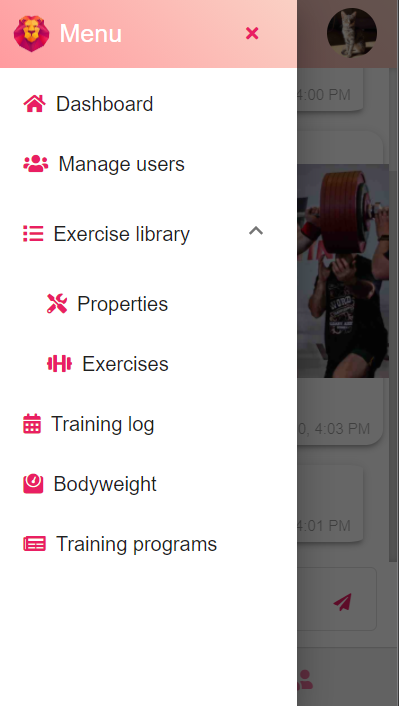 Menu
4:00 PM
Dashboard
Manage users
Exercise library
Properties
Exercises
0, 4:03 PM
Training log
Bodyweight
4:01 PM
Training programs